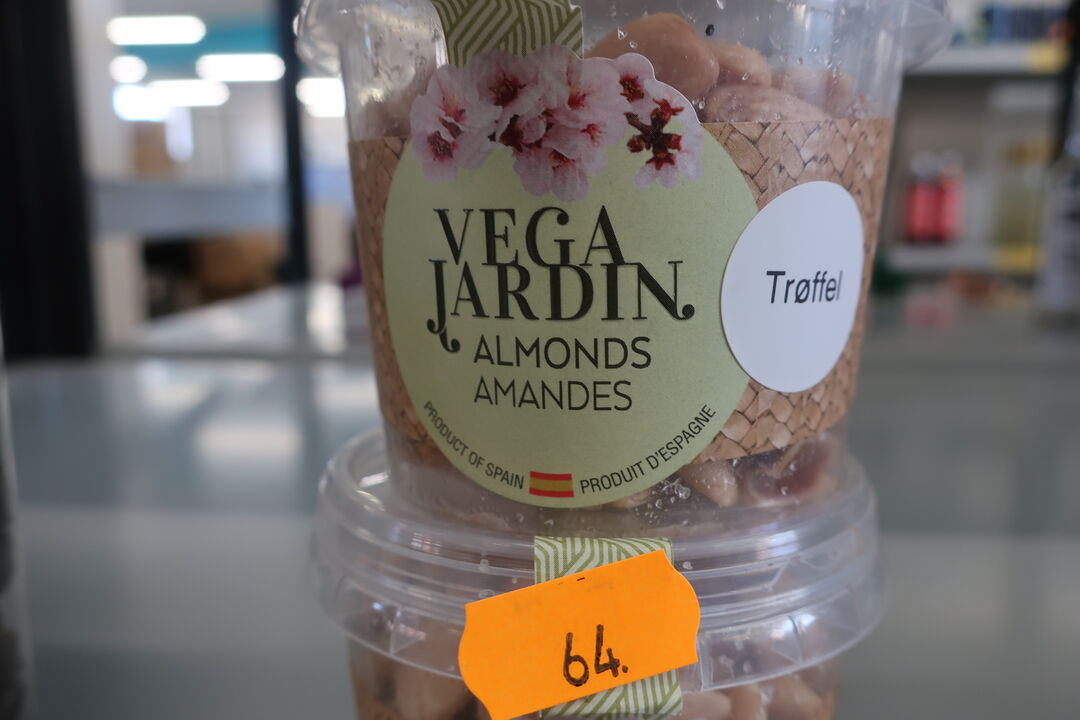 VEGA
JARDIN
ALMONDS
AMANDES
PRODUCT OF SPAIN
PRODUIT D'ESPAGNE
Trøffel
64.